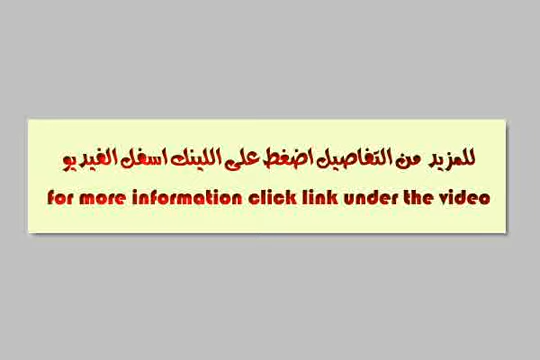 للمزيد من التفاصيل اضغط على اللينك اسفل الفيديو
for more information click link under the video